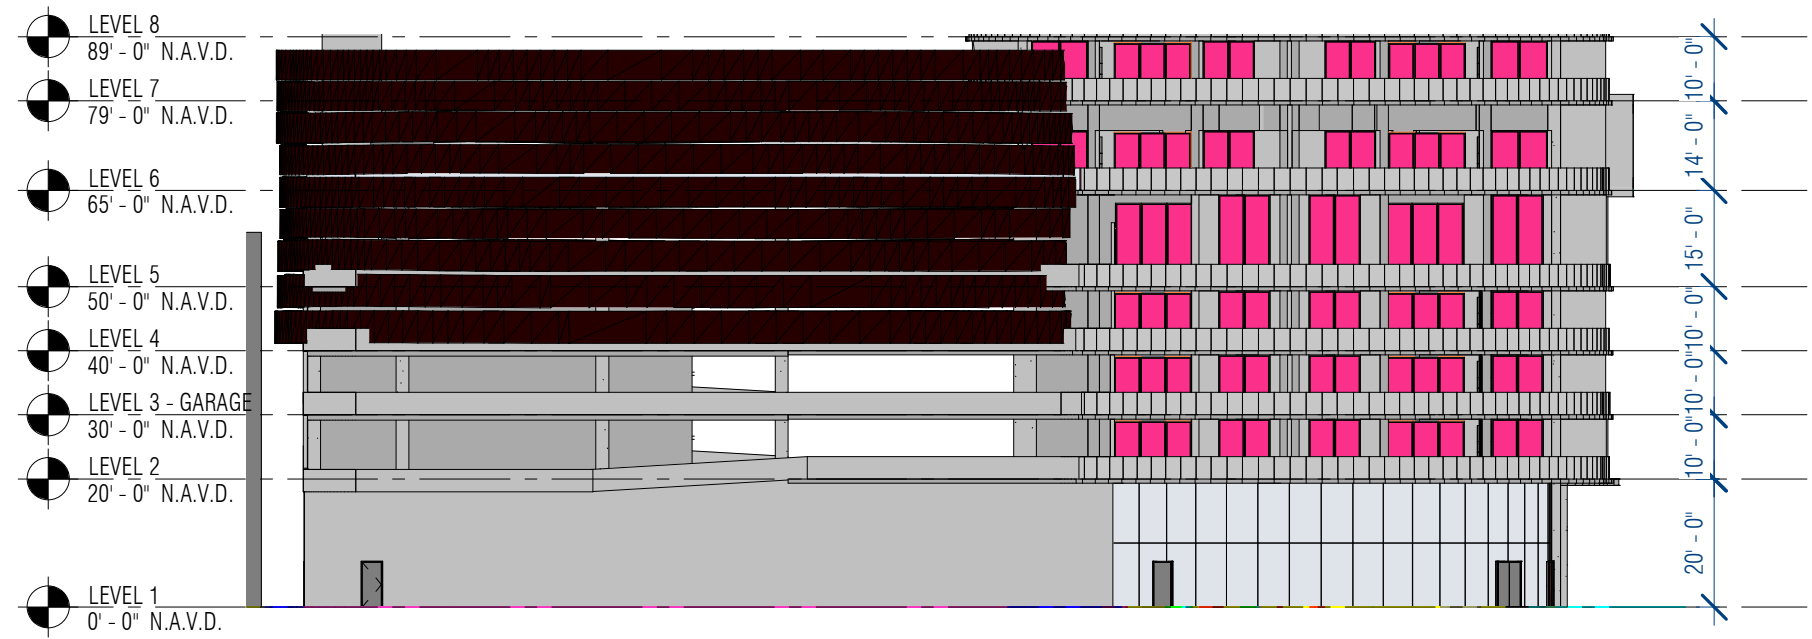 LEVEL 8
89' - 0" N.A.V.D.
LEVEL 7
79' - 0" N.A.V.D.
LEVEL 6
65' - 0" N.A.V.D.
LEVEL 5
50' - 0" N.A.V.D.
LEVEL 4
40' - 0" N.A.V.D.
LEVEL 3 - GARAGE
30' - 0" N.A.V.D.
LEVEL 2
20' - 0" N.A.V.D.
LEVEL 1
0' - 0" N.A.V.D.
10' - 0"
14' - 0"
15' - 0"
10' - 0"
10' - 0"
10' - 0"
20' - 0"